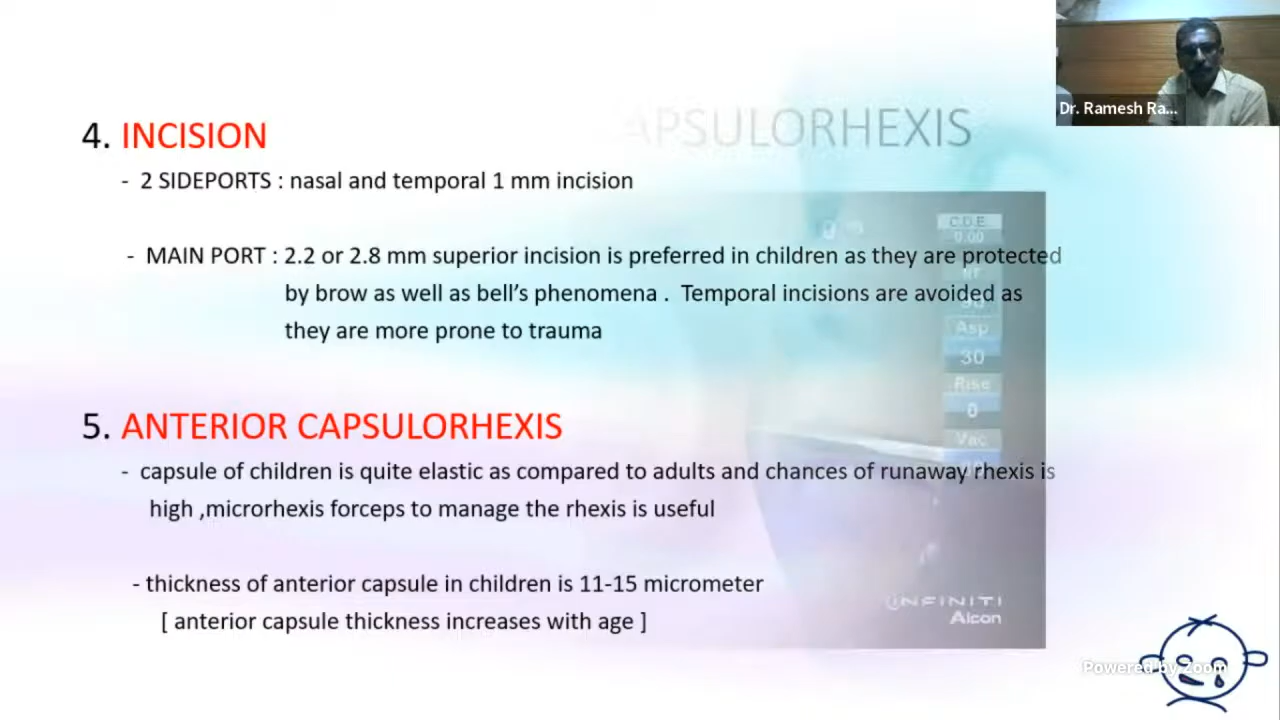 Dr. Ramesh Ra...
APSULORHEXIS
4. INCISION
- 2 SIDEPORTS : nasal and temporal 1 mm incision
- MAIN PORT : 2.2 or 2.8 mm superior incision is preferred in children as they are protected
by brow as well as bell's phenomena . Temporal incisions are avoided as
they are more prone to trauma
5. ANTERIOR CAPSULORHEXIS
- capsule of children is quite elastic as compared to adults and chances of runaway rhexis is
high ,microrhexis forceps to manage the rhexis is useful
- thickness of anterior capsule in children is 11-15 micrometer
[ anterior capsule thickness increases with age ]
C.D.E
0.00
Asp
30
Rise
0
Vac
INFINITI
Alcon
Powered by Zoom